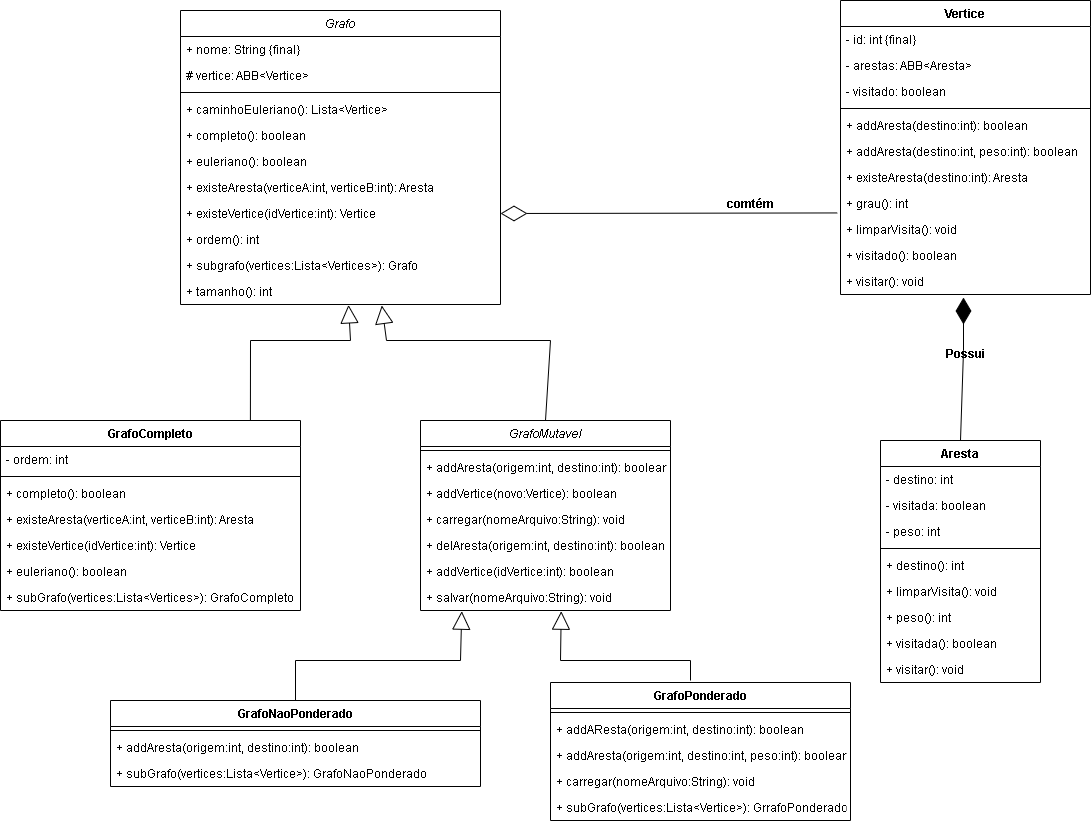 Grafo
+ nome: String {final}
# vertice: ABB<Vertice>
+ caminhoEuleriano(): Lista<Vertice>
+ completo(): boolean
+ euleriano(): boolean
+ existeAresta(verticeA:int, verticeB:int): Aresta
+ existeVertice(idVertice:int): Vertice
+ ordem(): int
+ subgrafo(vertices:Lista<Vertices>): Grafo
+ tamanho(): int
comtém
Vertice
- id: int {final}
- arestas: ABB<Aresta>
- visitado: boolean
+ addAresta(destino:int): boolean
+ addAresta(destino:int, peso:int): boolean
+ existeAresta(destino:int): Aresta
+ grau(): int
+ limparVisita(): void
+ visitado(): boolean
+ visitar(): void
Possui
GrafoCompleto
- ordem: int
+ completo(): boolean
+ existeAresta(verticeA:int, verticeB:int): Aresta
+ existeVertice(idVertice:int): Vertice
+ euleriano(): boolean
+ subGrafo(vertices:Lista<Vertices>): GrafoCompleto
GrafoMutavel
+ addAresta(origem:int, destino:int): boolear
+ addVertice(novo:Vertice): boolean
+ carregar(nomeArquivo:String): void
+ delAresta(origem:int, destino:int): boolean
+ addVertice(idVertice:int): boolean
+ salvar(nomeArquivo:String): void
Aresta
- destino: int
- visitada: boolean
- peso: int
+ destino(): int
+ limparVisita(): void
+ peso(): int
+ visitada(): boolean
+ visitar(): void
GrafoNaoPonderado
+ addAresta(origem:int, destino:int): boolean
+ subGrafo(vertices:Lista<Vertice>): GrafoNaoPonderado
GrafoPonderado
+ addAResta(origem:int, destino:int): boolean
+ addAresta(origem:int, destino:int, peso:int): boolear
+ carregar(nomeArquivo:String): void
+ subGrafo(vertices:Lista<Vertice>): GrrafoPonderado